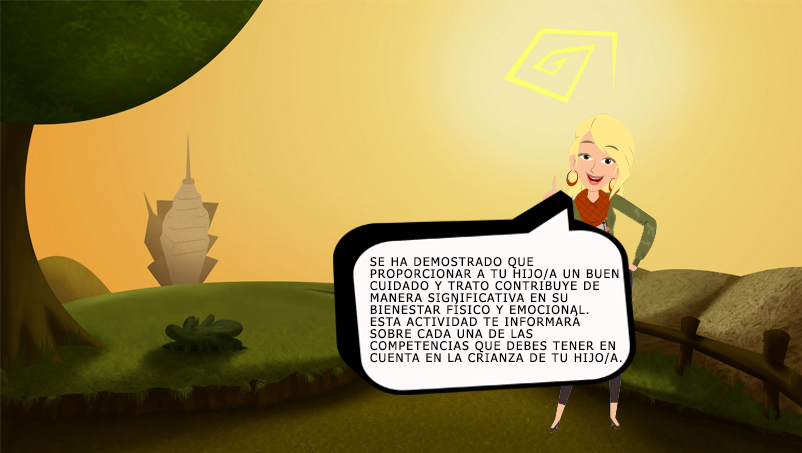 SE HA DEMOSTRADO QUE
PROPORCIONAR A TU HIJO/A UN BUEN
CUIDADO Y TRATO CONTRIBUYE DE
MANERA SIGNIFICATIVA EN SU
BIENESTAR FÍSICO Y EMOCIONAL.
ESTA ACTIVIDAD TE INFORMARÁ
SOBRE CADA UNA DE LAS
COMPETENCIAS QUE DEBES TENER EN
CUENTA EN LA CRIANZA DE TU HIJO/A.